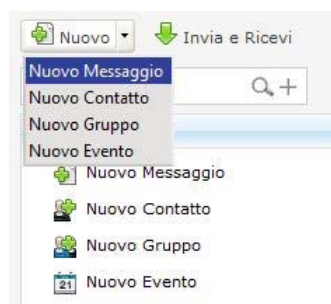 Nuovo Invia e Ricevi
Nuovo Messaggio
Nuovo Contatto
Nuovo Gruppo
Nuovo Evento
Nuovo Messaggio
Nuovo Contatto
Nuovo Gruppo
21 Nuovo Evento